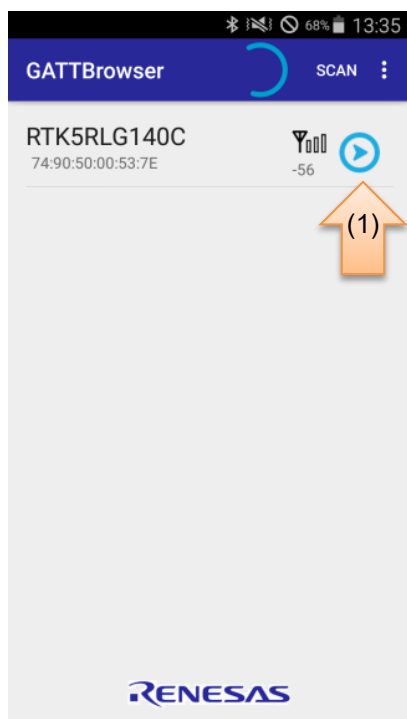 68% 13:35
GATTBrowser SCAN
RTK5RLG140C
74:90:50:00:53:7E
-56
(1)
RENESAS